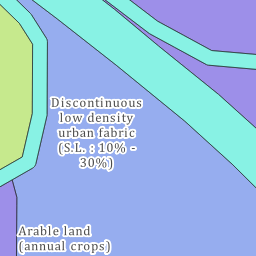 Discontinuous
low density
urban fabric
(S.L. : 10% -
30%)
Arable land
(annual crops)